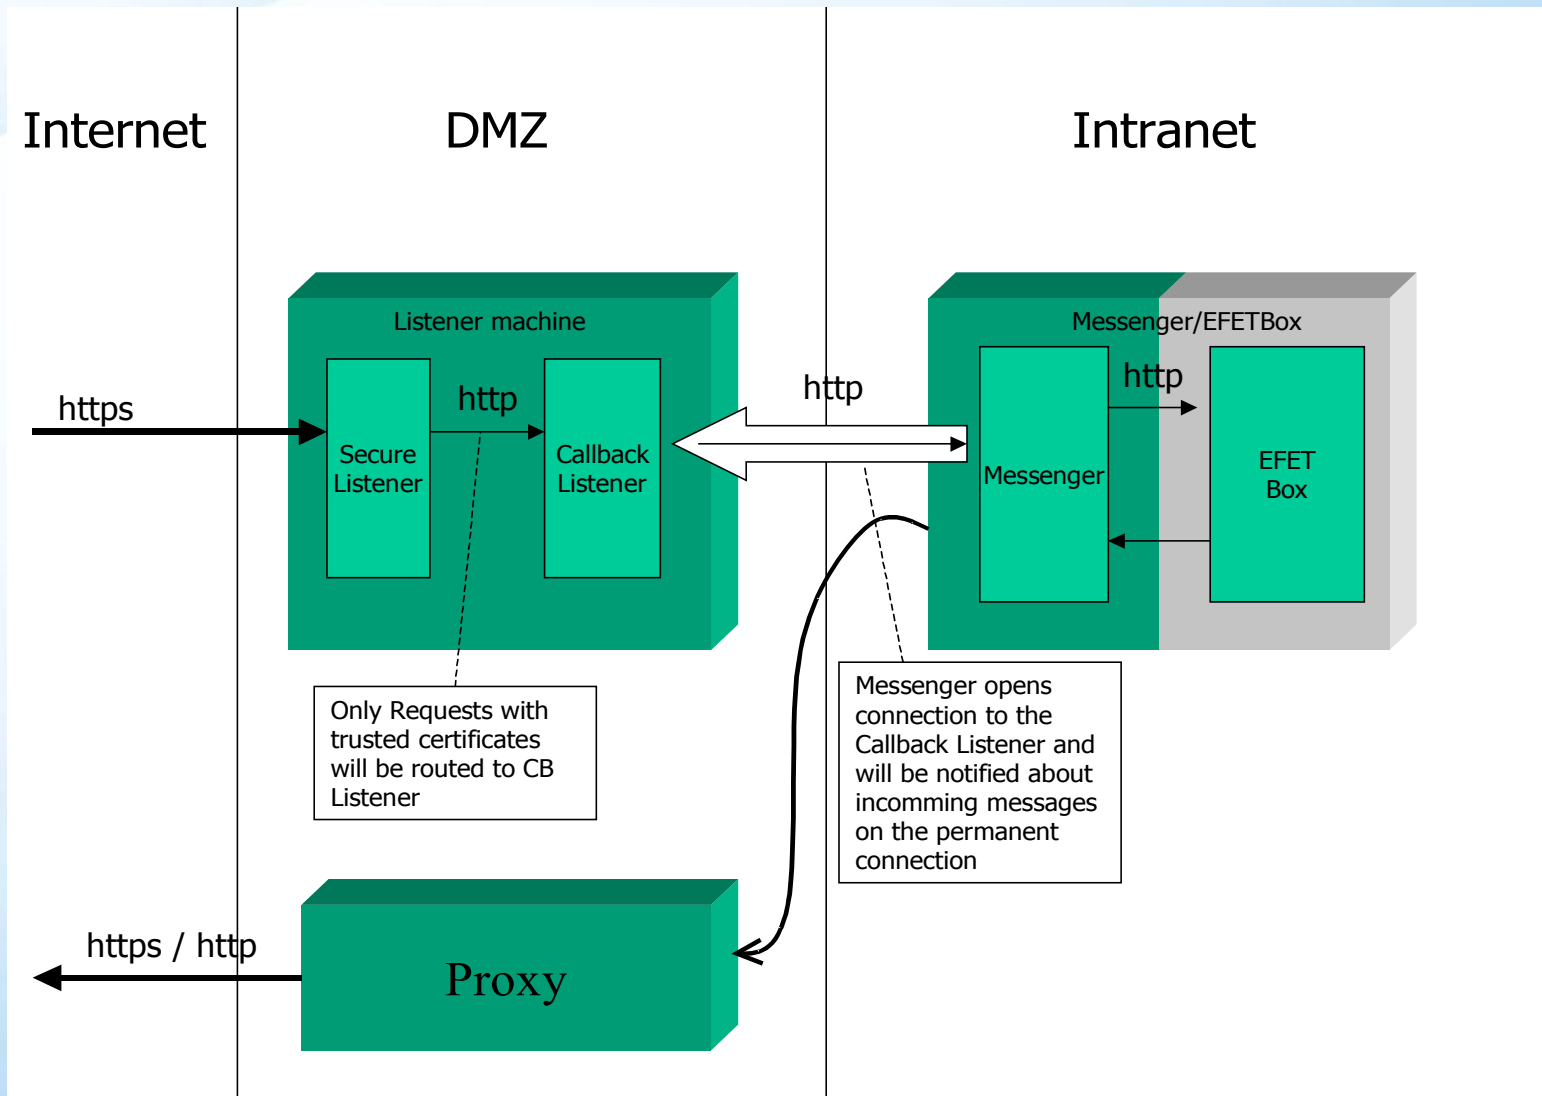 Internet
DMZ
Intranet
Listener machine
Messenger/EFETBox
https
http
http
http
Secure
Listener
Callback
Listener
Messenger
EFET
Box
Only Requests with
trusted certificates
will be routed to CB
Listener
Messenger opens
connection to the
Callback Listener and
will be notified about
incomming messages
on the permanent
connection
https / http
Proxy